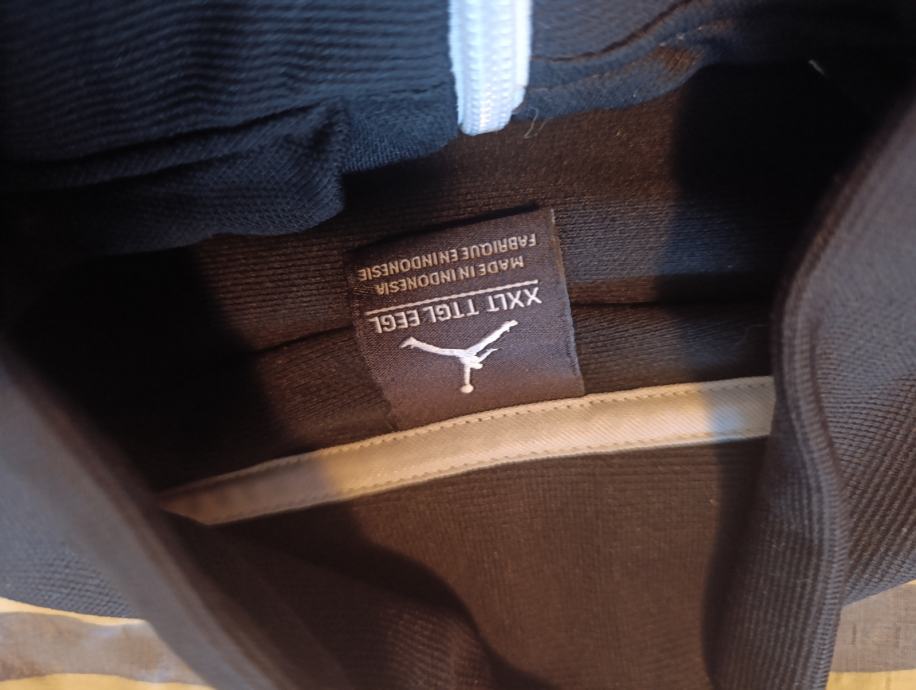 XXLT TTGL EEGL
MADE IN INDONESIA
FABRIQUE EN INDONESIE